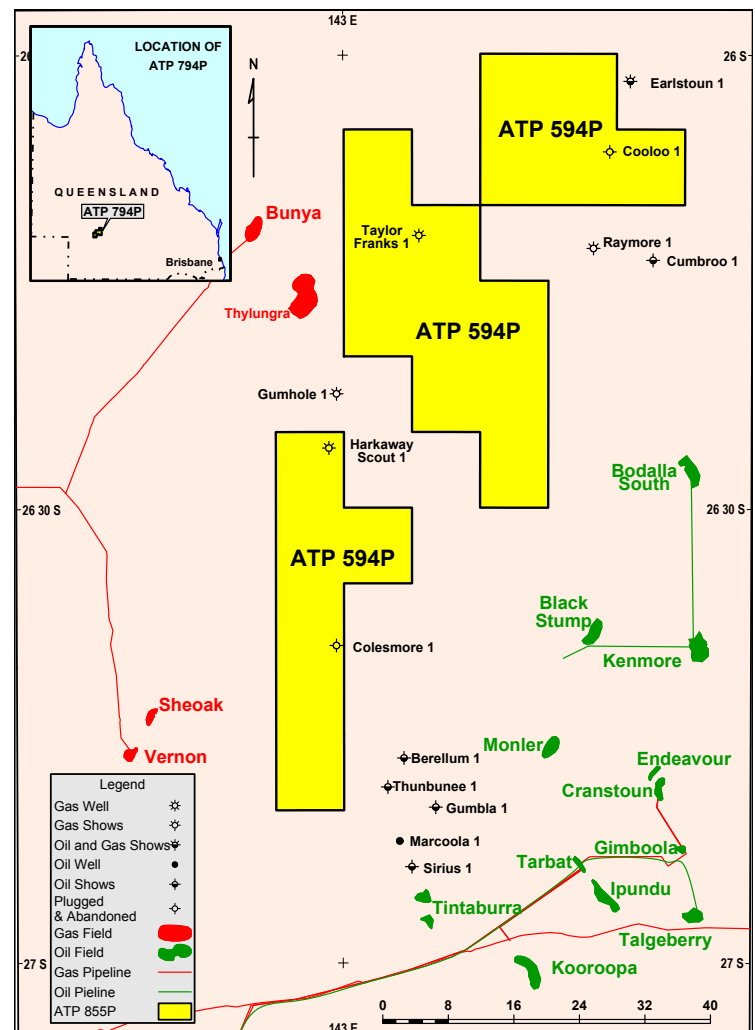 143 E
26 S
26 S
LOCATION OF
ATP 794P
QUEENSLAND
ATP 794P
Brisbane
N
ATP 594P
Earlstoun 1
Cooloo 1
Bunya
Taylor
Franks 1
Raymore 1
Cumbroo 1
Thylungra
ATP 594P
Gumhole 1
Harkaway
Scout 1
Bodalla
South
26 30 S
26 30 S
ATP 594P
Black
Stump
Colesmore 1
Kenmore
Sheoak
Vernon
Monler
Berellum 1
Endeavour
Thunbunee 1
Cranstoun
Gumbla 1
Marcoola 1
Gimboola
Sirius 1
Tarbat
Ipundu
Tintaburra
Talgeberry
Kooroopa
27 S
27 S
Legend
Gas Well
Gas Shows
Oil and Gas Shows
Oil Well
Oil Shows
Plugged
& Abandoned
Gas Field
Oil Field
Gas Pipeline
Oil Pieline
ATP 855P
0 8 16 24 32 40
143 E